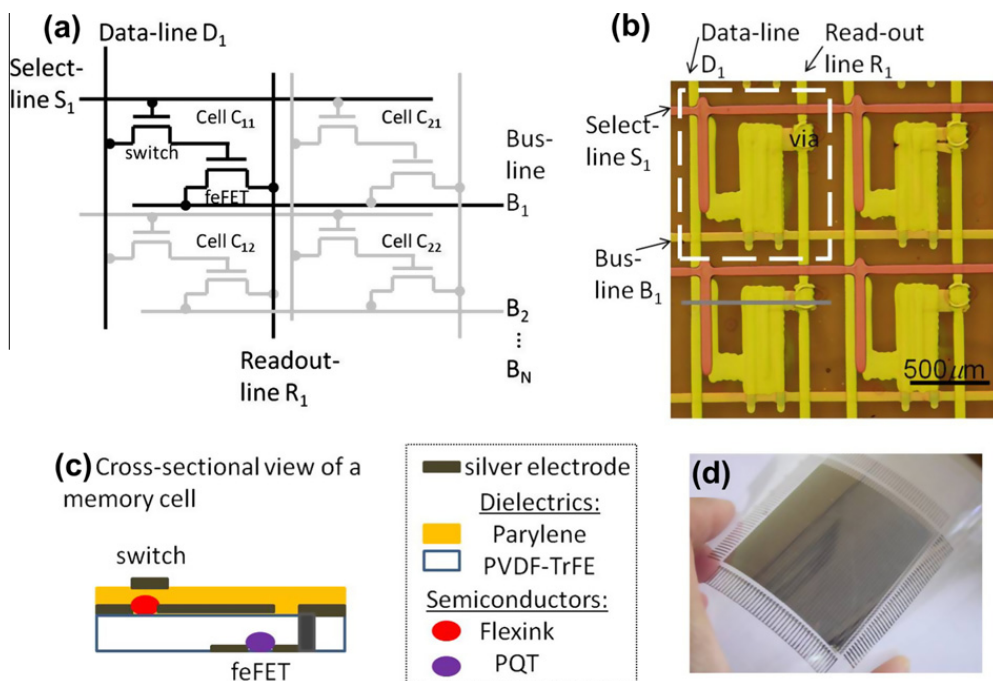 (a)
Data-line D₁
Select-
line S₁
Cell C₁₁
switch
feFET
Cell C₂₁
Bus-
line
B₁
Cell C₁₂
Cell C₂₂
B₂
⋮
B_N
Readout-
line R₁
(b)
Data-line
D₁
Read-out
line R₁
Select-
line S₁
via
Bus-
line B₁
500μm
(c) Cross-sectional view of a
memory cell
switch
feFET
silver electrode
Dielectrics:
Parylene
PVDF-TrFE
Semiconductors:
Flexink
PQT
(d)